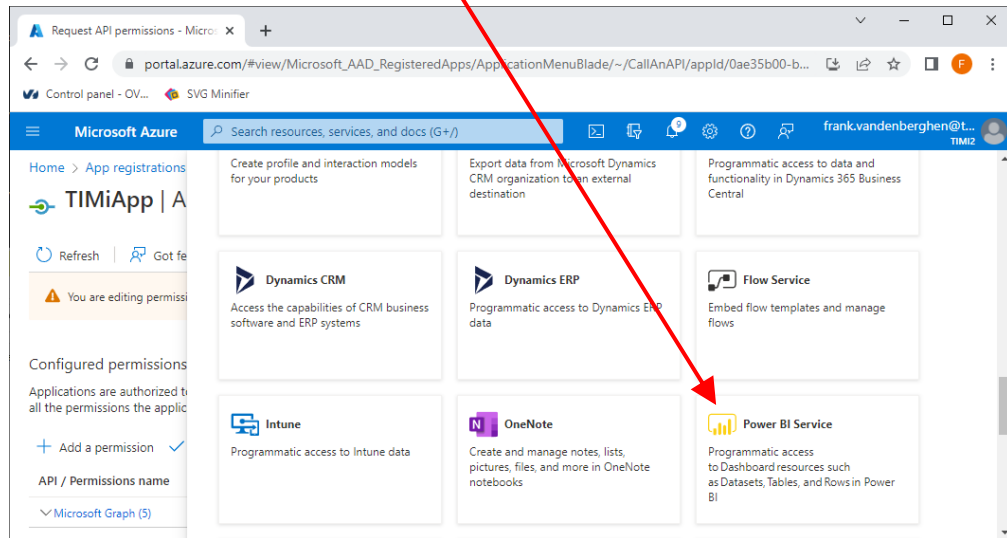 Request API permissions - Micros
portal.azure.com/#view/Microsoft_AAD_RegisteredApps/ApplicationMenuBlade/~/CallAnAPI/appId/0ae35b00-b...
F
Control panel - OV...
SVG Minifier
Microsoft Azure
Search resources, services, and docs (G+/)
9
frank.vandenberghen@t...
TIMI2
Home > App registrations
TIMiApp | A
Refresh
Got fe
You are editing permissi
Configured permissions
Applications are authorized t
all the permissions the applic
Add a permission
API / Permissions name
Microsoft Graph (5)
Create profile and interaction models
for your products
Export data from Microsoft Dynamics
CRM organization to an external
destination
Programmatic access to data and
functionality in Dynamics 365 Business
Central
Dynamics CRM
Access the capabilities of CRM business
software and ERP systems
Dynamics ERP
Programmatic access to Dynamics ERP
data
Flow Service
Embed flow templates and manage
flows
Intune
Programmatic access to Intune data
N
OneNote
Create and manage notes, lists,
pictures, files, and more in OneNote
notebooks
Power BI Service
Programmatic access
to Dashboard resources such
as Datasets, Tables, and Rows in Power
BI